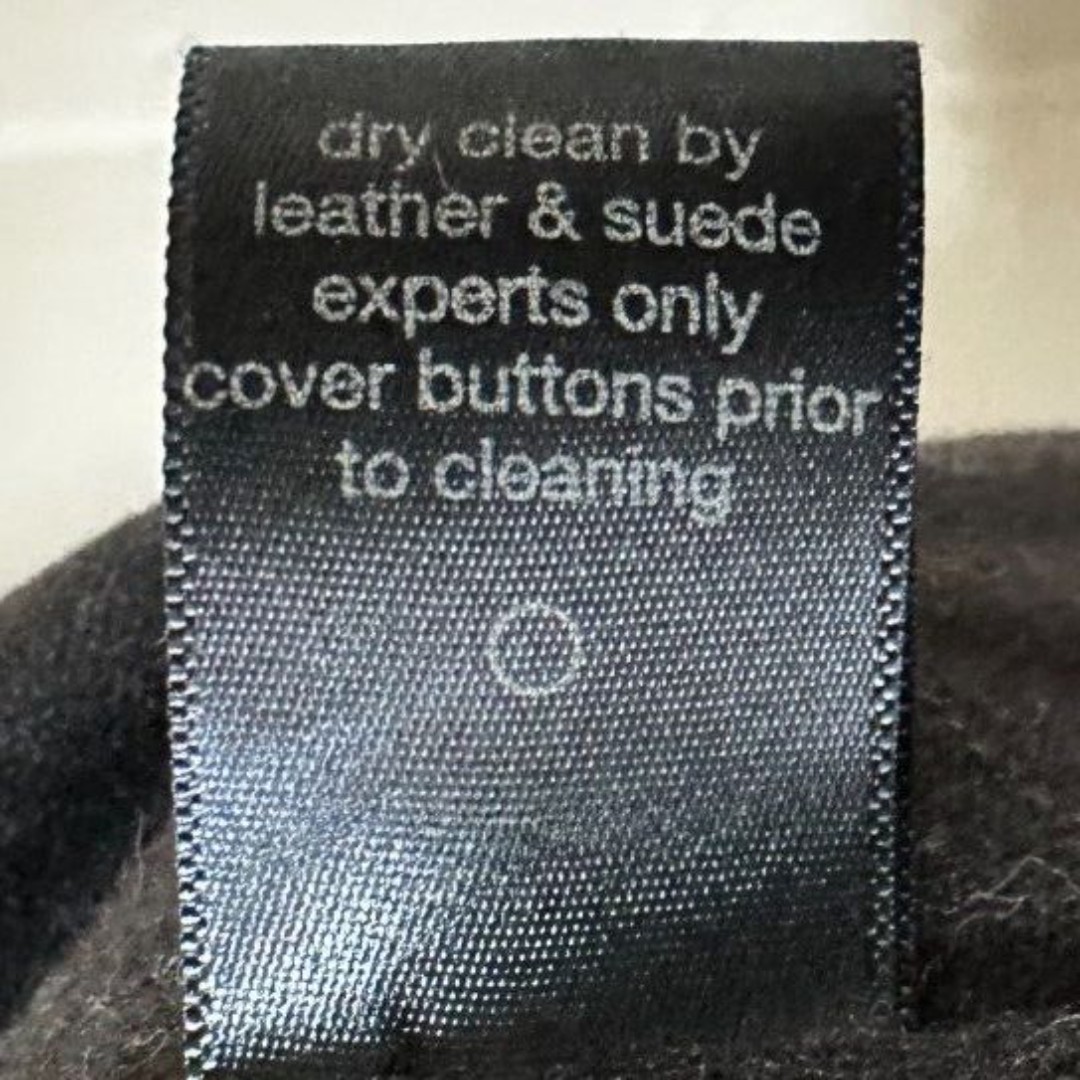 dry clean by
leather & suede
experts only
cover buttons prior
to cleaning